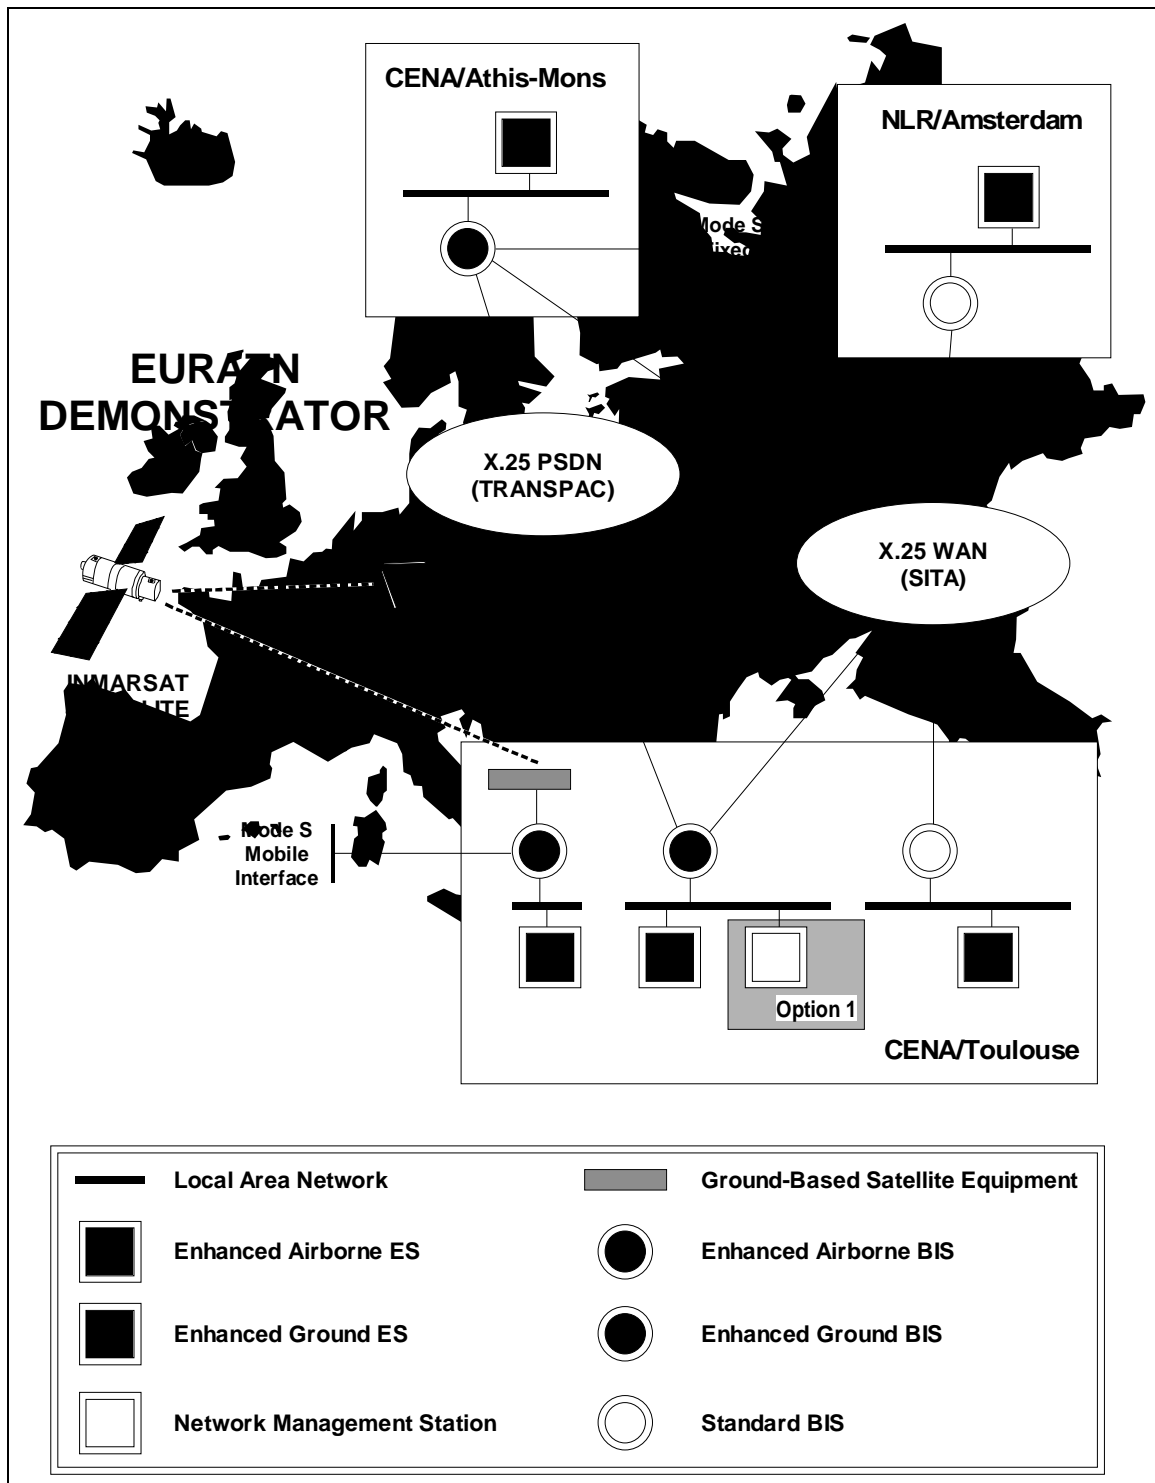 CENA/Athis-Mons
NLR/Amsterdam
Mode S
EURATN
DEMONSTRATOR
X.25 PSDN
(TRANSPAC)
X.25 WAN
(SITA)
INMARSAT
Mode S
Mobile
Interface
Option 1
CENA/Toulouse
Local Area Network
Ground-Based Satellite Equipment
Enhanced Airborne ES
Enhanced Airborne BIS
Enhanced Ground ES
Enhanced Ground BIS
Network Management Station
Standard BIS